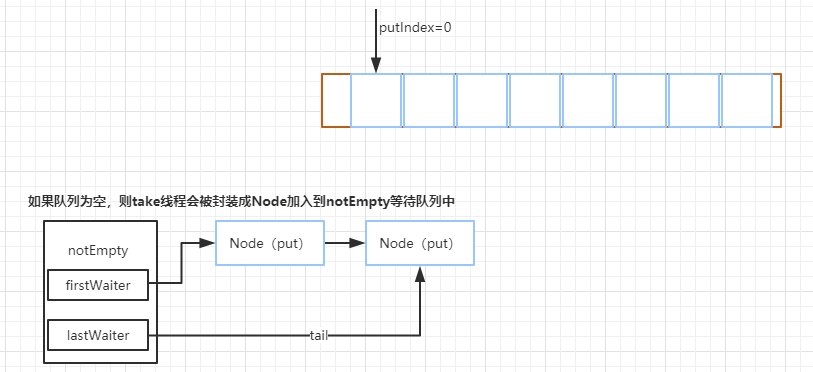 putIndex=0
如果队列为空，则take线程会被封装成Node加入到notEmpty等待队列中
notEmpty
Node（put）
Node（put）
firstWaiter
lastWaiter
tail